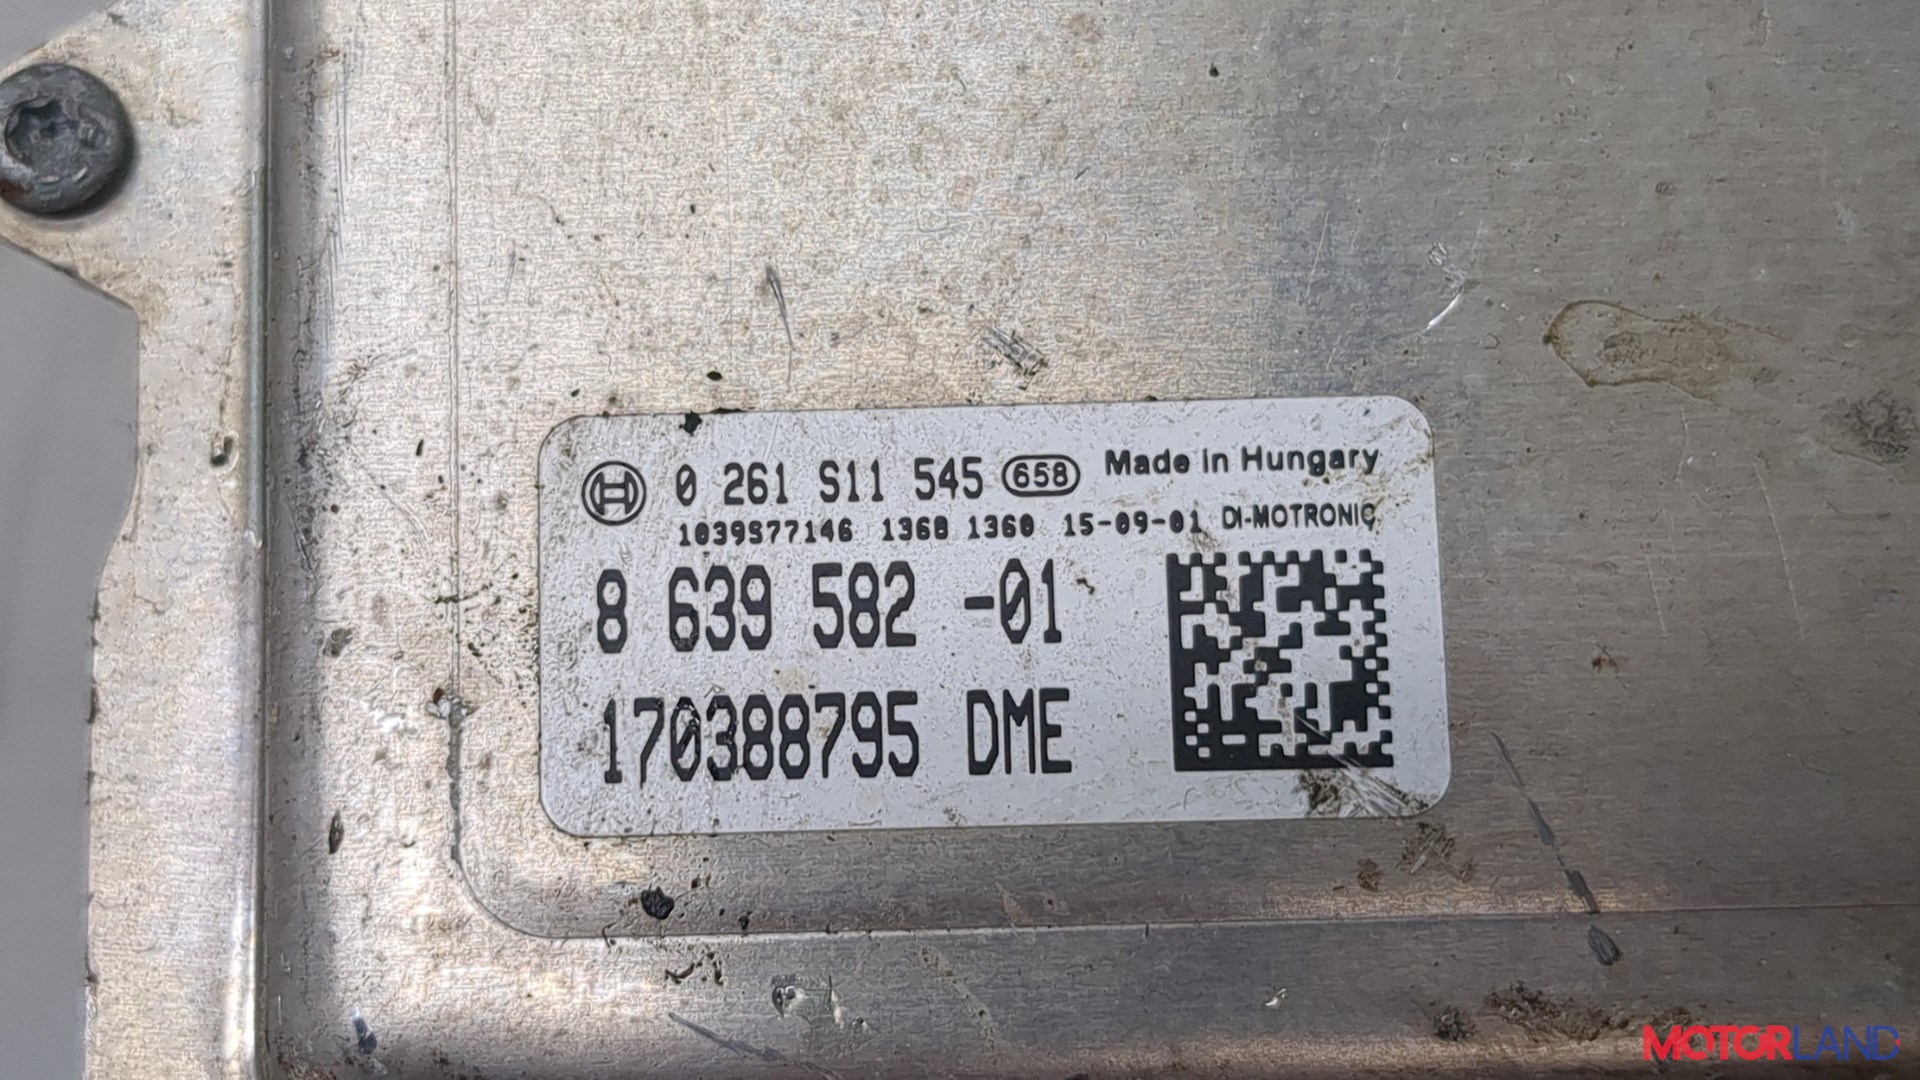 0 261 S11 545 658 Made in Hungary
1039S77146 1360 1360 15-09-01 DI-MOTRONIC
8 639 582 -01
170388795 DME
MOTORLAND